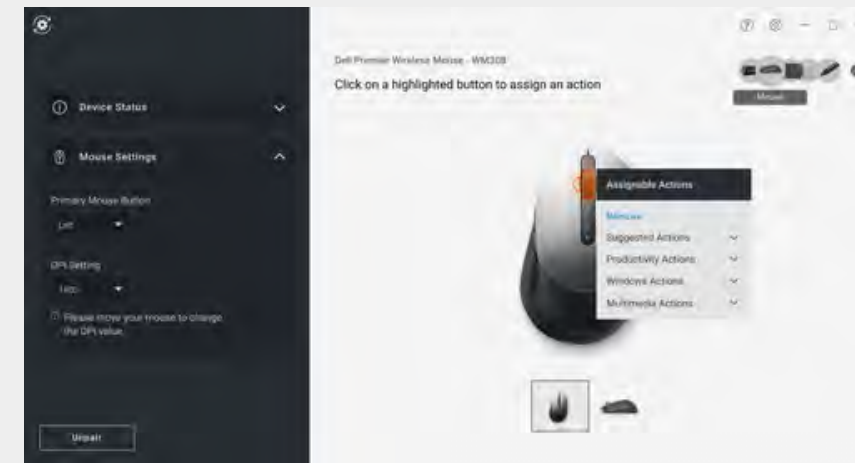 Dell Premier Wireless Mouse - WM308
Click on a highlighted button to assign an action
Mouse
Device Status
Mouse Settings
Primary Mouse Button
Left
DPI Setting
Please move your mouse to change
the DPI value.
Unpair
Assignable Actions
Remove
Suggested Actions
Productivity Actions
Windows Actions
Multimedia Actions